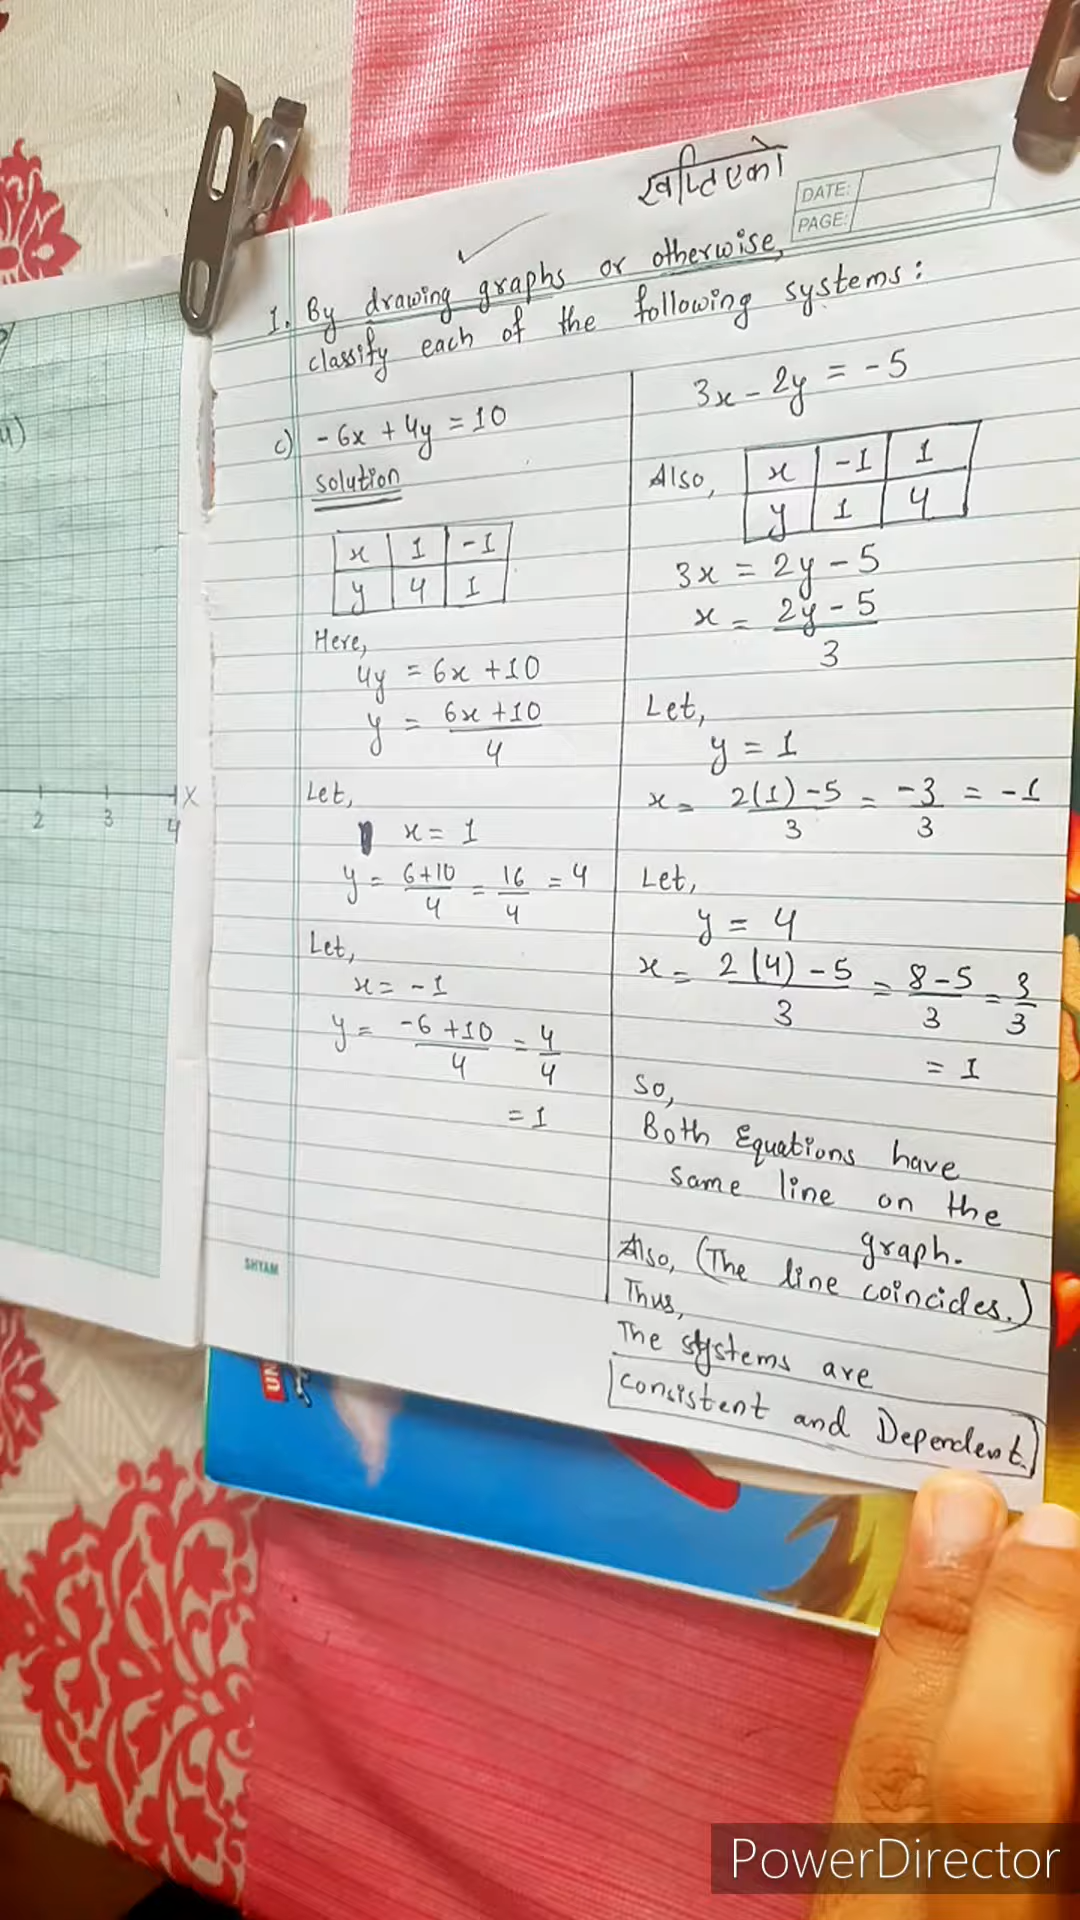 DATE:
PAGE:
1. By drawing graphs or otherwise,
classify each of the following systems:
c) -6x + 4y = 10
solution
x | 1 | -1
y | 4 | 1
Here,
4y = 6x + 10
y = 6x + 10 / 4
Let,
x = 1
y = 6+10 / 4 = 16 / 4 = 4
Let,
x = -1
y = -6 + 10 / 4 = 4 / 4
= 1
3x - 2y = -5
Also,
x | -1 | 1
y | 1 | 4
3x = 2y - 5
x = 2y - 5 / 3
Let,
y = 1
x = 2(1) - 5 / 3 = -3 / 3 = -1
Let,
y = 4
x = 2(4) - 5 / 3 = 8 - 5 / 3 = 3 / 3
= 1
So,
Both Equations have
same line on the
graph.
Also, (The line coincides.)
Thus,
The systems are
consistent and Dependent.
SHYAM
UN
X
2 3 4
PowerDirector